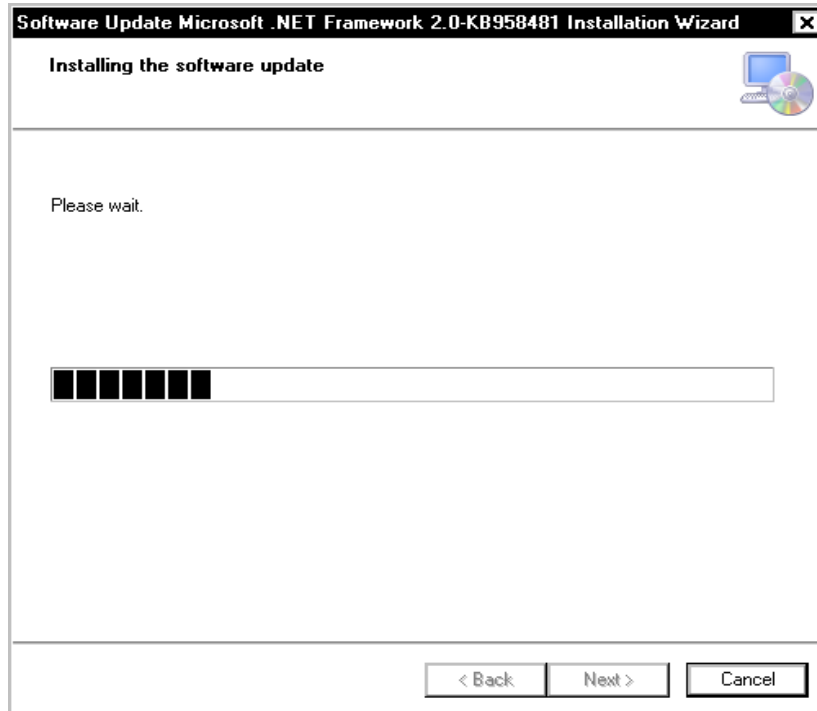 Software Update Microsoft .NET Framework 2.0-KB958481 Installation Wizard
Installing the software update
Please wait.
< Back
Next >
Cancel